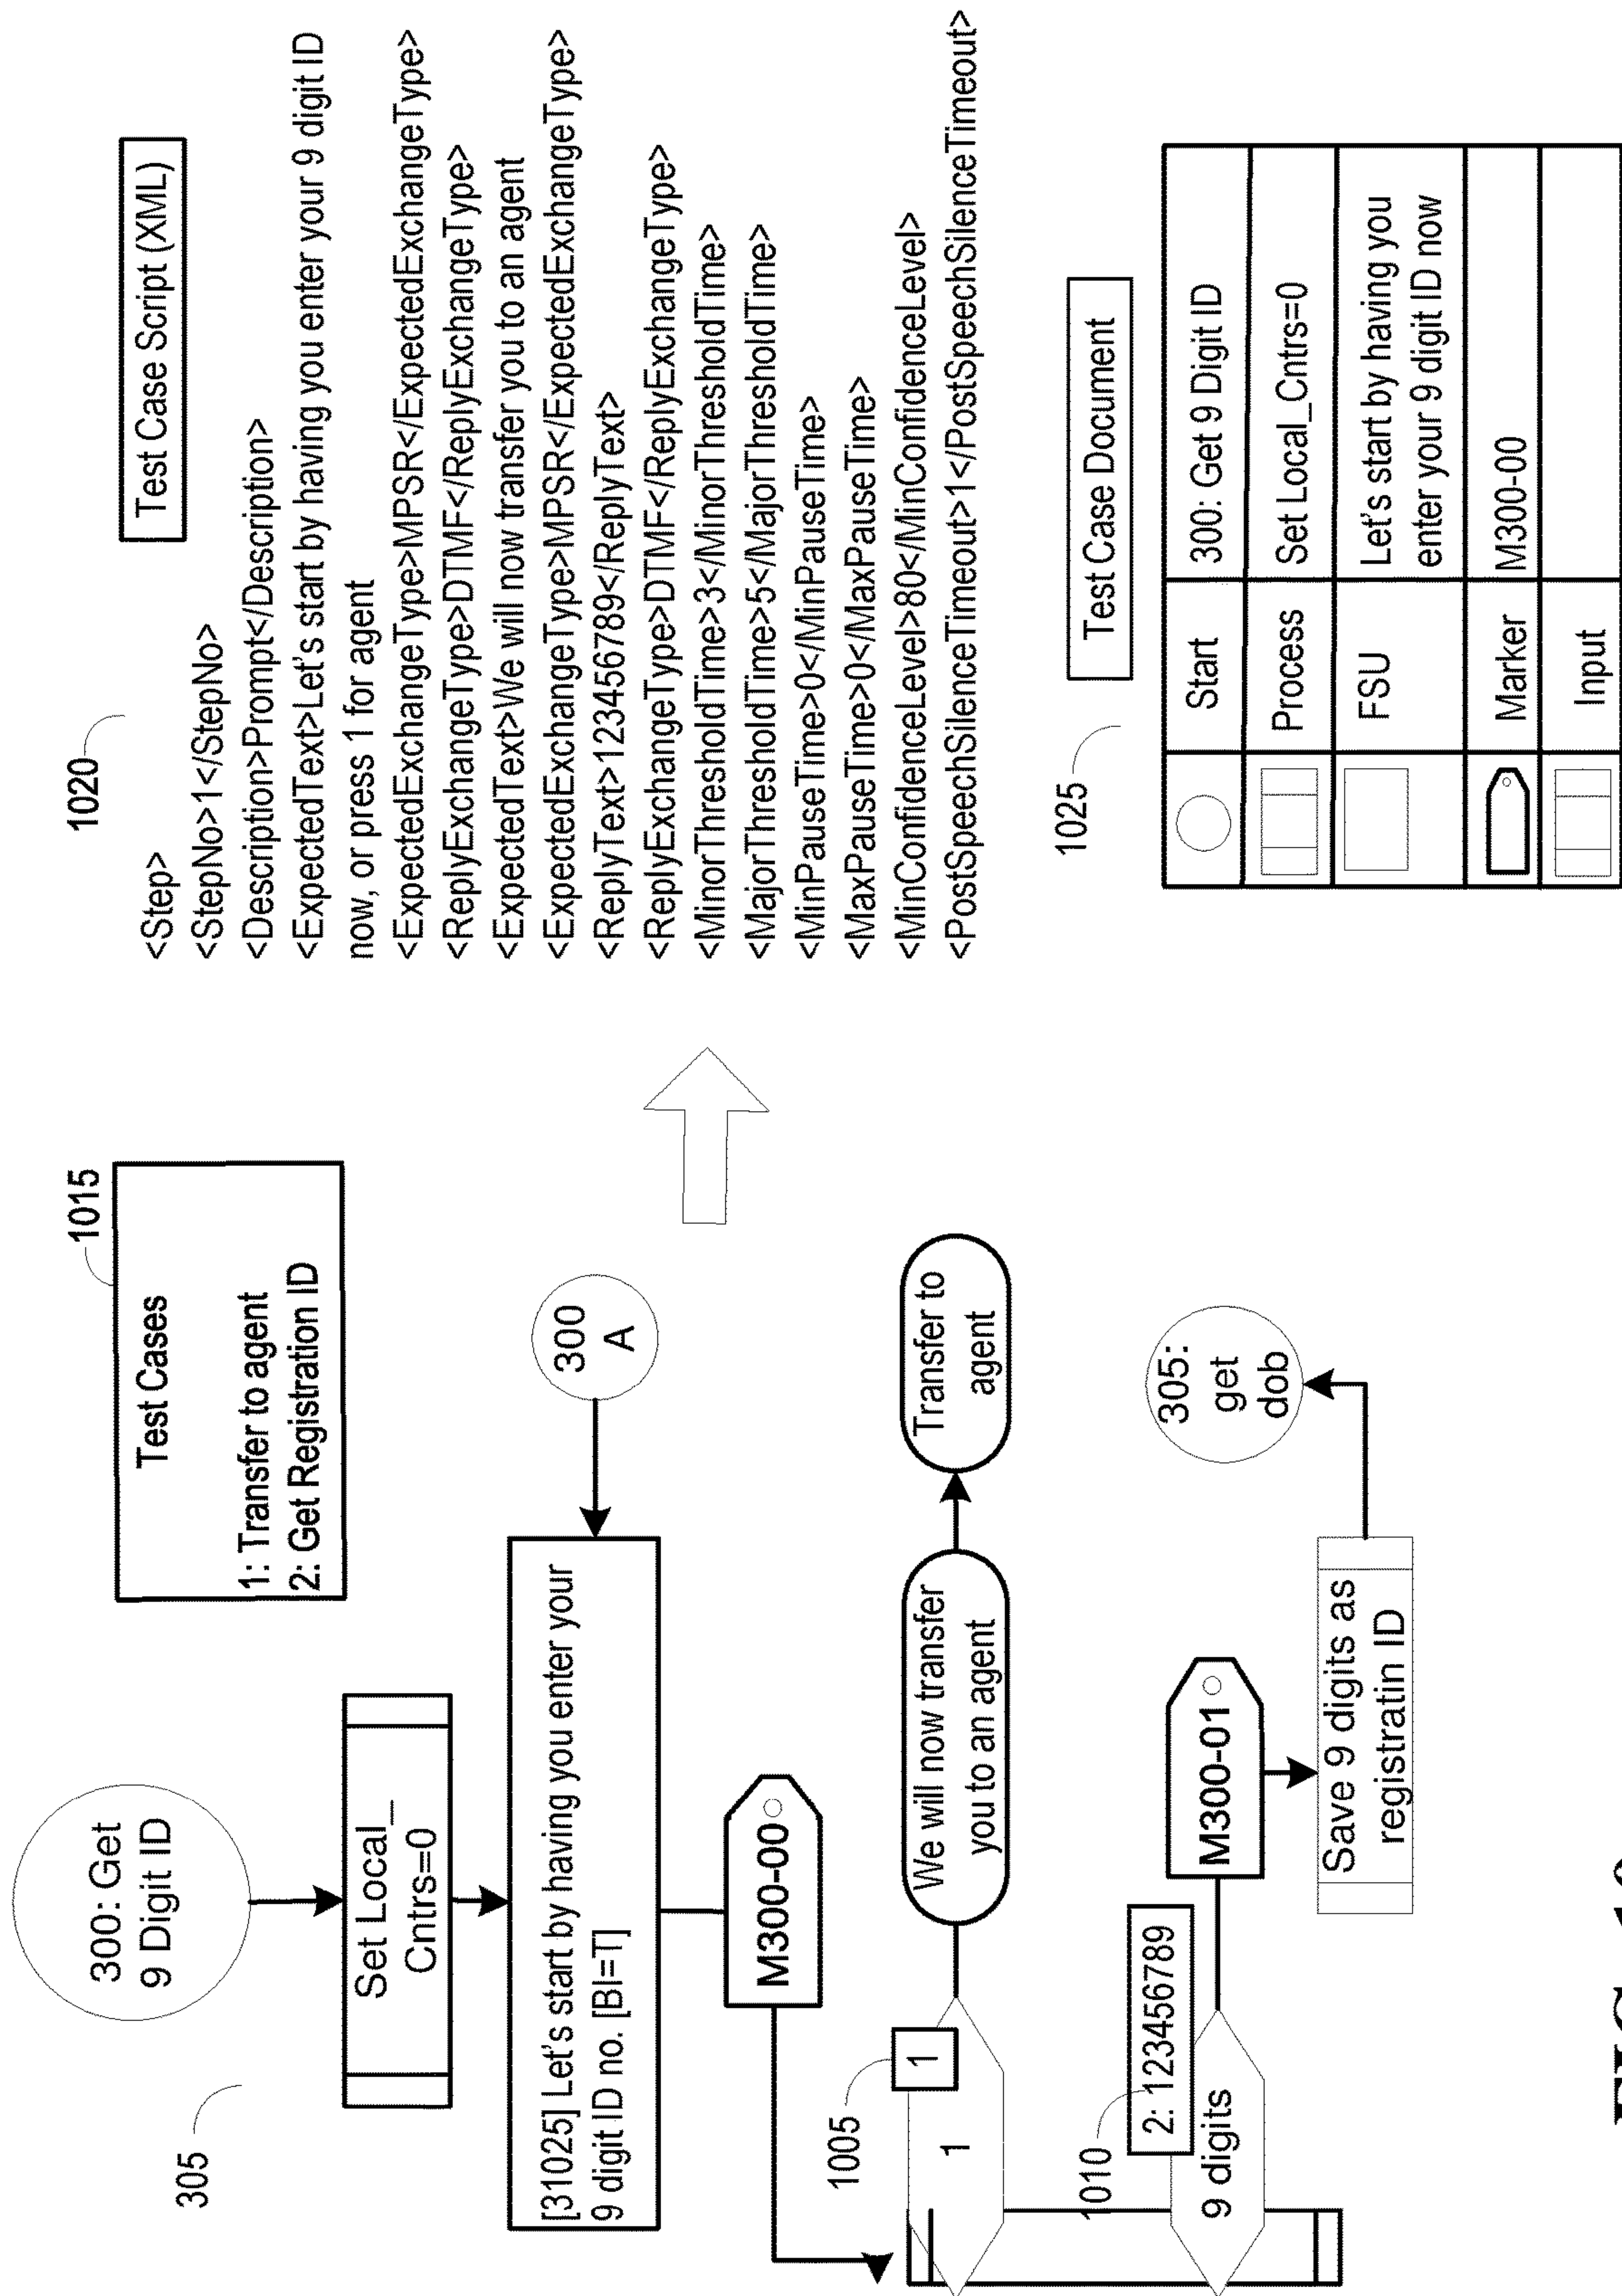 305
300: Get
9 Digit ID
Set Local_
Cntrs=0
[31025] Let's start by having you enter your
9 digit ID no. [BI=T]
300
A
M300-00
Test Cases
1: Transfer to agent
2: Get Registration ID
1015
1005
1
1
We will now transfer
you to an agent
Transfer to
agent
1010
2: 123456789
9 digits
M300-01
Save 9 digits as
registratin ID
305:
get
dob
1020
Test Case Script (XML)
<Step>
<StepNo>1</StepNo>
<Description>Prompt</Description>
<ExpectedText>Let's start by having you enter your 9 digit ID
now, or press 1 for agent
<ExpectedExchangeType>MPSR</ExpectedExchangeType>
<ReplyExchangeType>DTMF</ReplyExchangeType>
<ExpectedText>We will now transfer you to an agent
<ExpectedExchangeType>MPSR</ExpectedExchangeType>
<ReplyText>123456789</ReplyText>
<ReplyExchangeType>DTMF</ReplyExchangeType>
<MinorThresholdTime>3</MinorThresholdTime>
<MajorThresholdTime>5</MajorThresholdTime>
<MinPauseTime>0</MinPauseTime>
<MaxPauseTime>0</MaxPauseTime>
<MinConfidenceLevel>80</MinConfidenceLevel>
<PostSpeechSilenceTimeout>1</PostSpeechSilenceTimeout>
1025
Test Case Document
Start 300: Get 9 Digit ID
Process Set Local_Cntrs=0
FSU Let's start by having you
enter your 9 digit ID now
Marker M300-00
Input